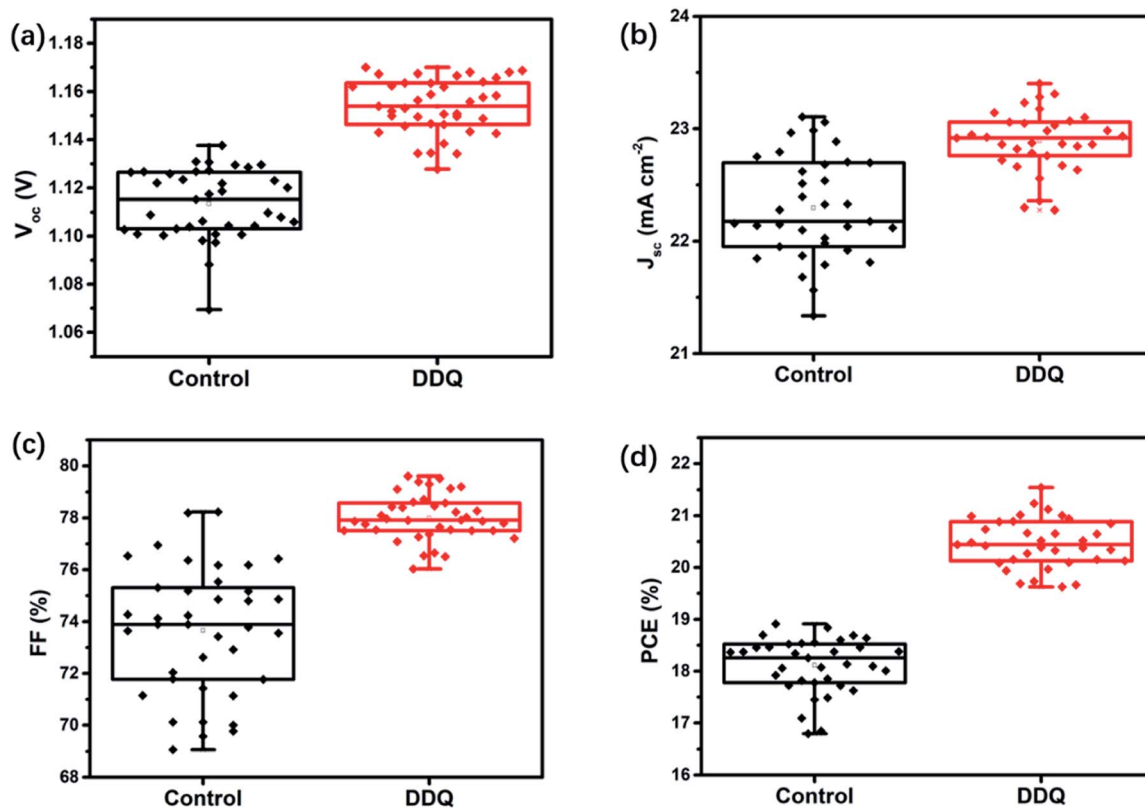 (a)
V_oc (V)
1.18
1.16
1.14
1.12
1.10
1.08
1.06
Control
DDQ
(b)
J_sc (mA cm⁻²)
24
23
22
21
Control
DDQ
(c)
FF (%)
80
78
76
74
72
70
68
Control
DDQ
(d)
PCE (%)
22
21
20
19
18
17
16
Control
DDQ